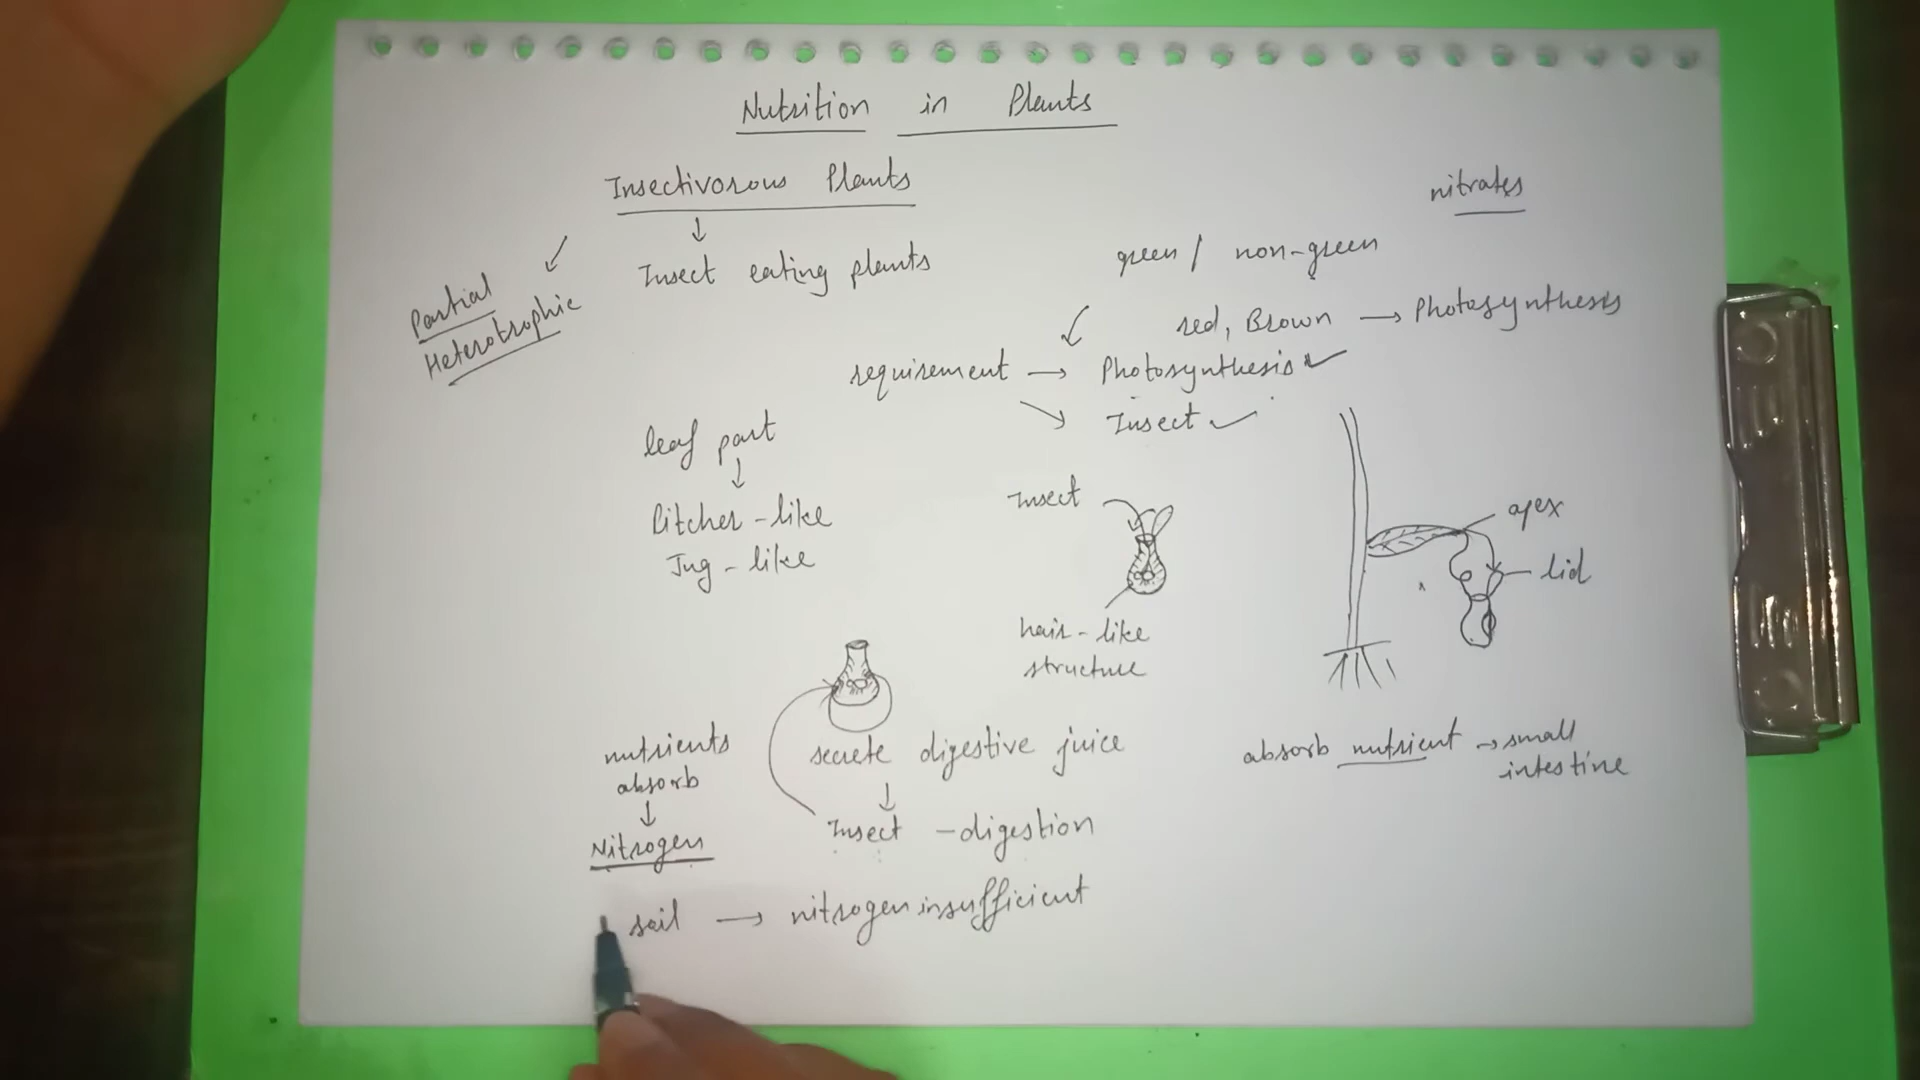 Nutrition in Plants
Insectivorous Plants
nitrates
Insect eating plants
green / non-green
Partial
Heterotrophic
red, Brown → Photosynthesis
requirement → Photosynthesis ✓
Insect ✓
leaf part
Pitcher-like
Jug-like
Insect
apex
lid
hair-like
structure
nutrients
absorb
Nitrogen
secrete digestive juice
Insect - digestion
absorb nutrient → small
intestine
soil → nitrogen insufficient